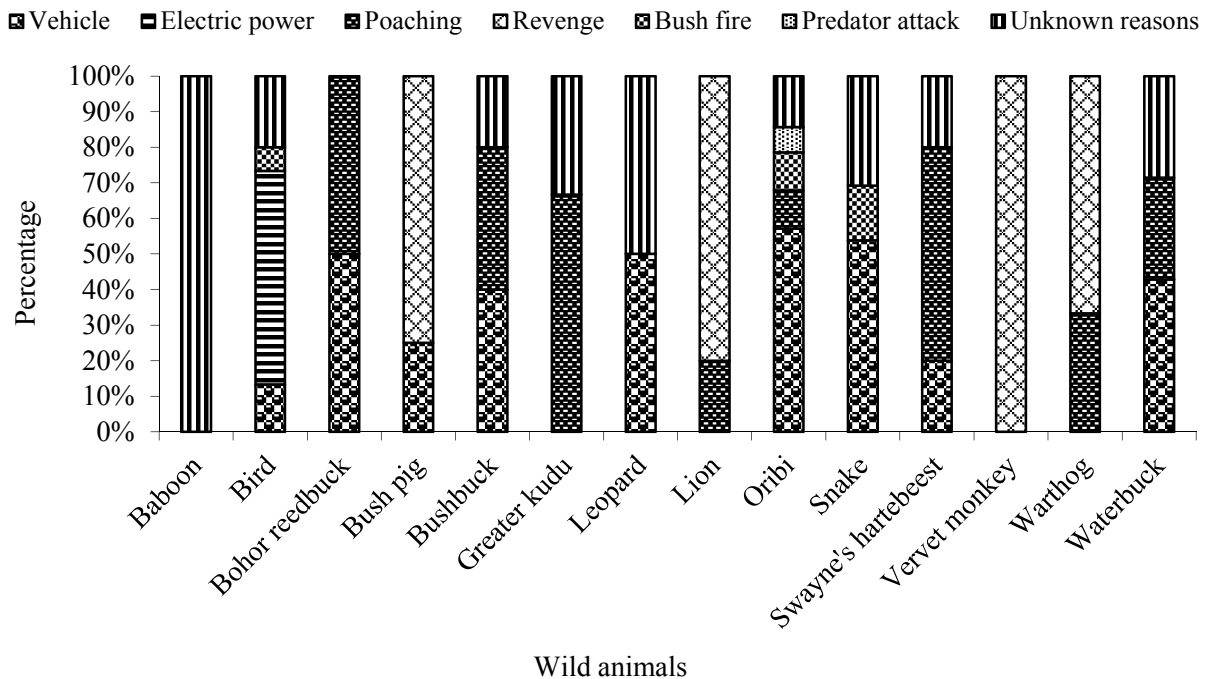 Vehicle Electric power Poaching Revenge Bush fire Predator attack Unknown reasons
100%
90%
80%
70%
60%
50%
40%
30%
20%
10%
0%
Percentage
Baboon
Bird
Bohor reedbuck
Bush pig
Bushbuck
Greater kudu
Leopard
Lion
Oribi
Snake
Swayne's hartebeest
Vervet monkey
Warthog
Waterbuck
Wild animals